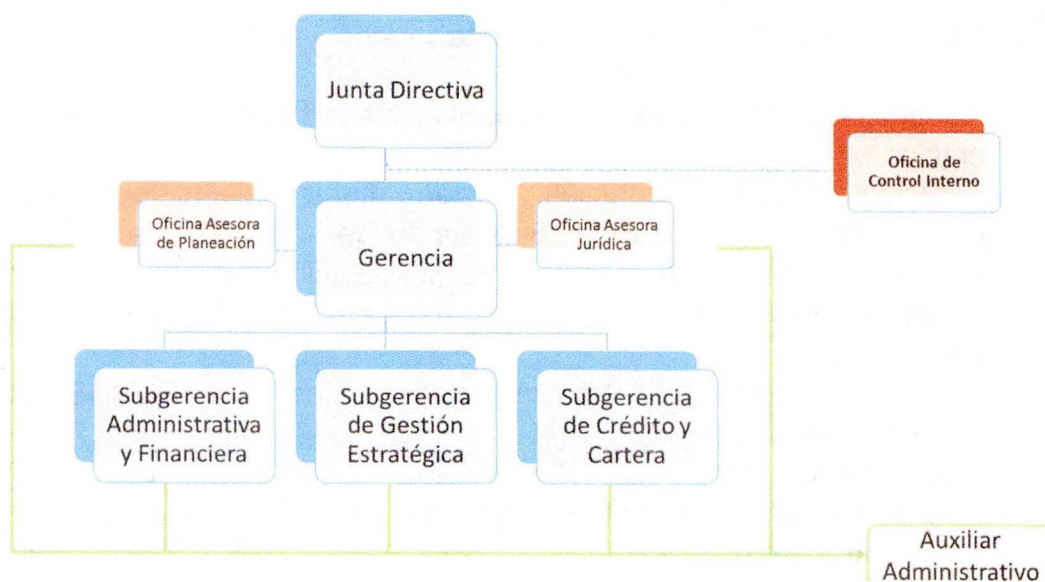 Junta Directiva
Oficina de
Control Interno
Oficina Asesora
de Planeación
Gerencia
Oficina Asesora
Jurídica
Subgerencia
Administrativa
y Financiera
Subgerencia
de Gestión
Estratégica
Subgerencia
de Crédito y
Cartera
Auxiliar
Administrativo